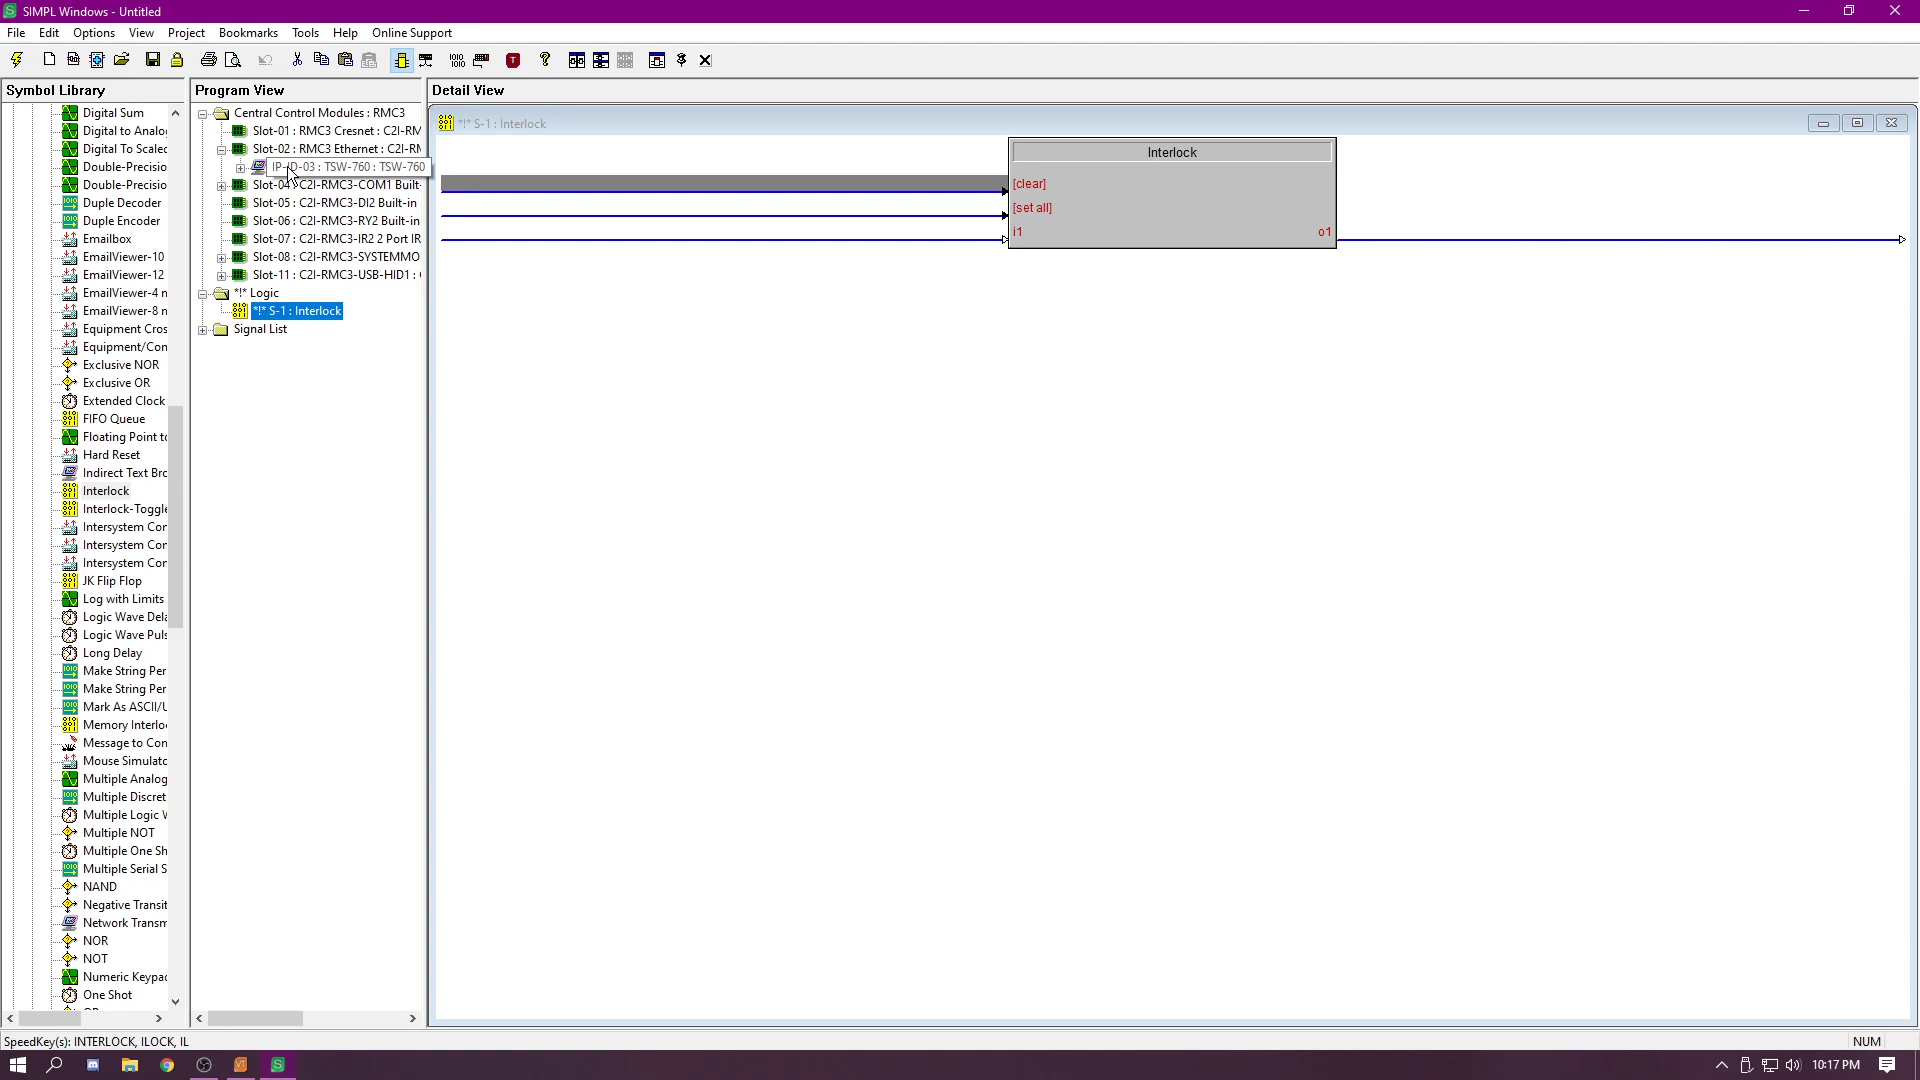 SIMPL Windows - Untitled
File Edit Options View Project Bookmarks Tools Help Online Support
Symbol Library
Digital Sum
Digital to Analog
Digital To Scaled
Double-Precisio
Double-Precisio
Duple Decoder
Duple Encoder
Emailbox
EmailViewer-10
EmailViewer-12
EmailViewer-4 n
EmailViewer-8 n
Equipment Cros
Equipment/Con
Exclusive NOR
Exclusive OR
Extended Clock
FIFO Queue
Floating Point to
Hard Reset
Indirect Text Bro
Interlock
Interlock-Toggle
Intersystem Con
Intersystem Con
Intersystem Con
JK Flip Flop
Log with Limits
Logic Wave Dela
Logic Wave Puls
Long Delay
Make String Per
Make String Per
Mark As ASCII/U
Memory Interlo
Message to Con
Mouse Simulato
Multiple Analog
Multiple Discret
Multiple Logic W
Multiple NOT
Multiple One Sh
Multiple Serial S
NAND
Negative Transit
Network Transm
NOR
NOT
Numeric Keypad
One Shot
Program View
Central Control Modules : RMC3
Slot-01 : RMC3 Cresnet : C2I-RM
Slot-02 : RMC3 Ethernet : C2I-RM
IP-ID-03 : TSW-760 : TSW-760
Slot-04 : C2I-RMC3-COM1 Built-
Slot-05 : C2I-RMC3-DI2 Built-in
Slot-06 : C2I-RMC3-RY2 Built-in
Slot-07 : C2I-RMC3-IR2 2 Port IR
Slot-08 : C2I-RMC3-SYSTEMMO
Slot-11 : C2I-RMC3-USB-HID1 :
*!* Logic
*!* S-1 : Interlock
Signal List
Detail View
*!* S-1 : Interlock
Interlock
[clear]
[set all]
i1 o1
SpeedKey(s): INTERLOCK, ILOCK, IL
NUM
10:17 PM